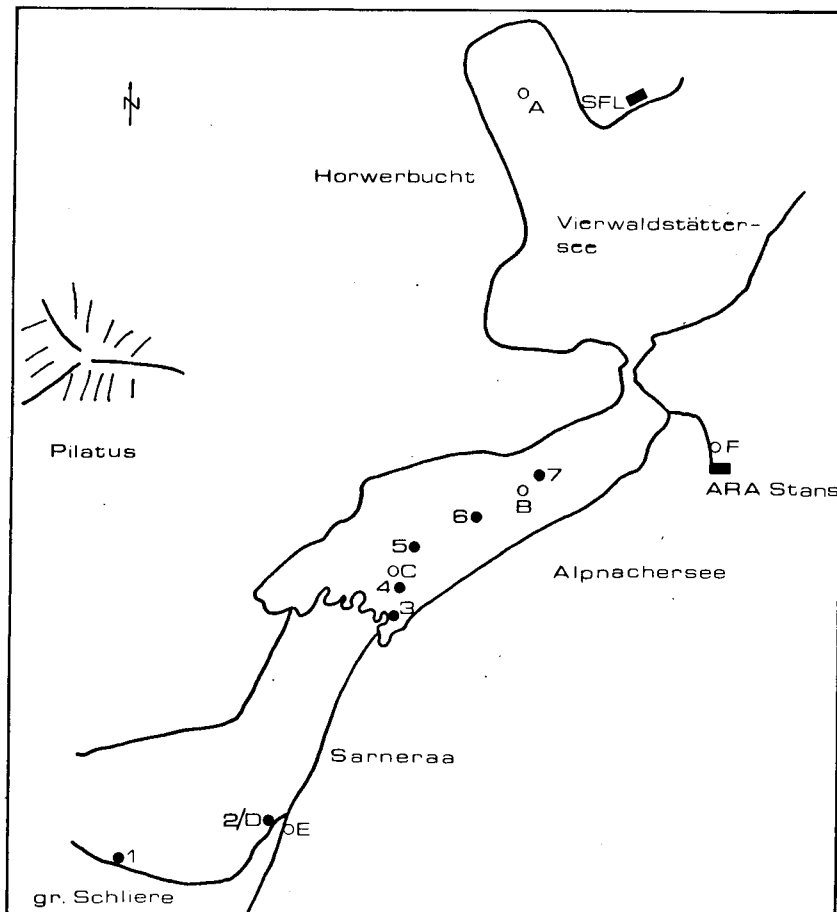 N
A
SFL
Horwerbucht
Vierwaldstätter-
see
Pilatus
F
ARA Stans
7
B
6
5
C
4
3
Alpnachersee
Sarneraa
2/D
E
1
gr. Schliere